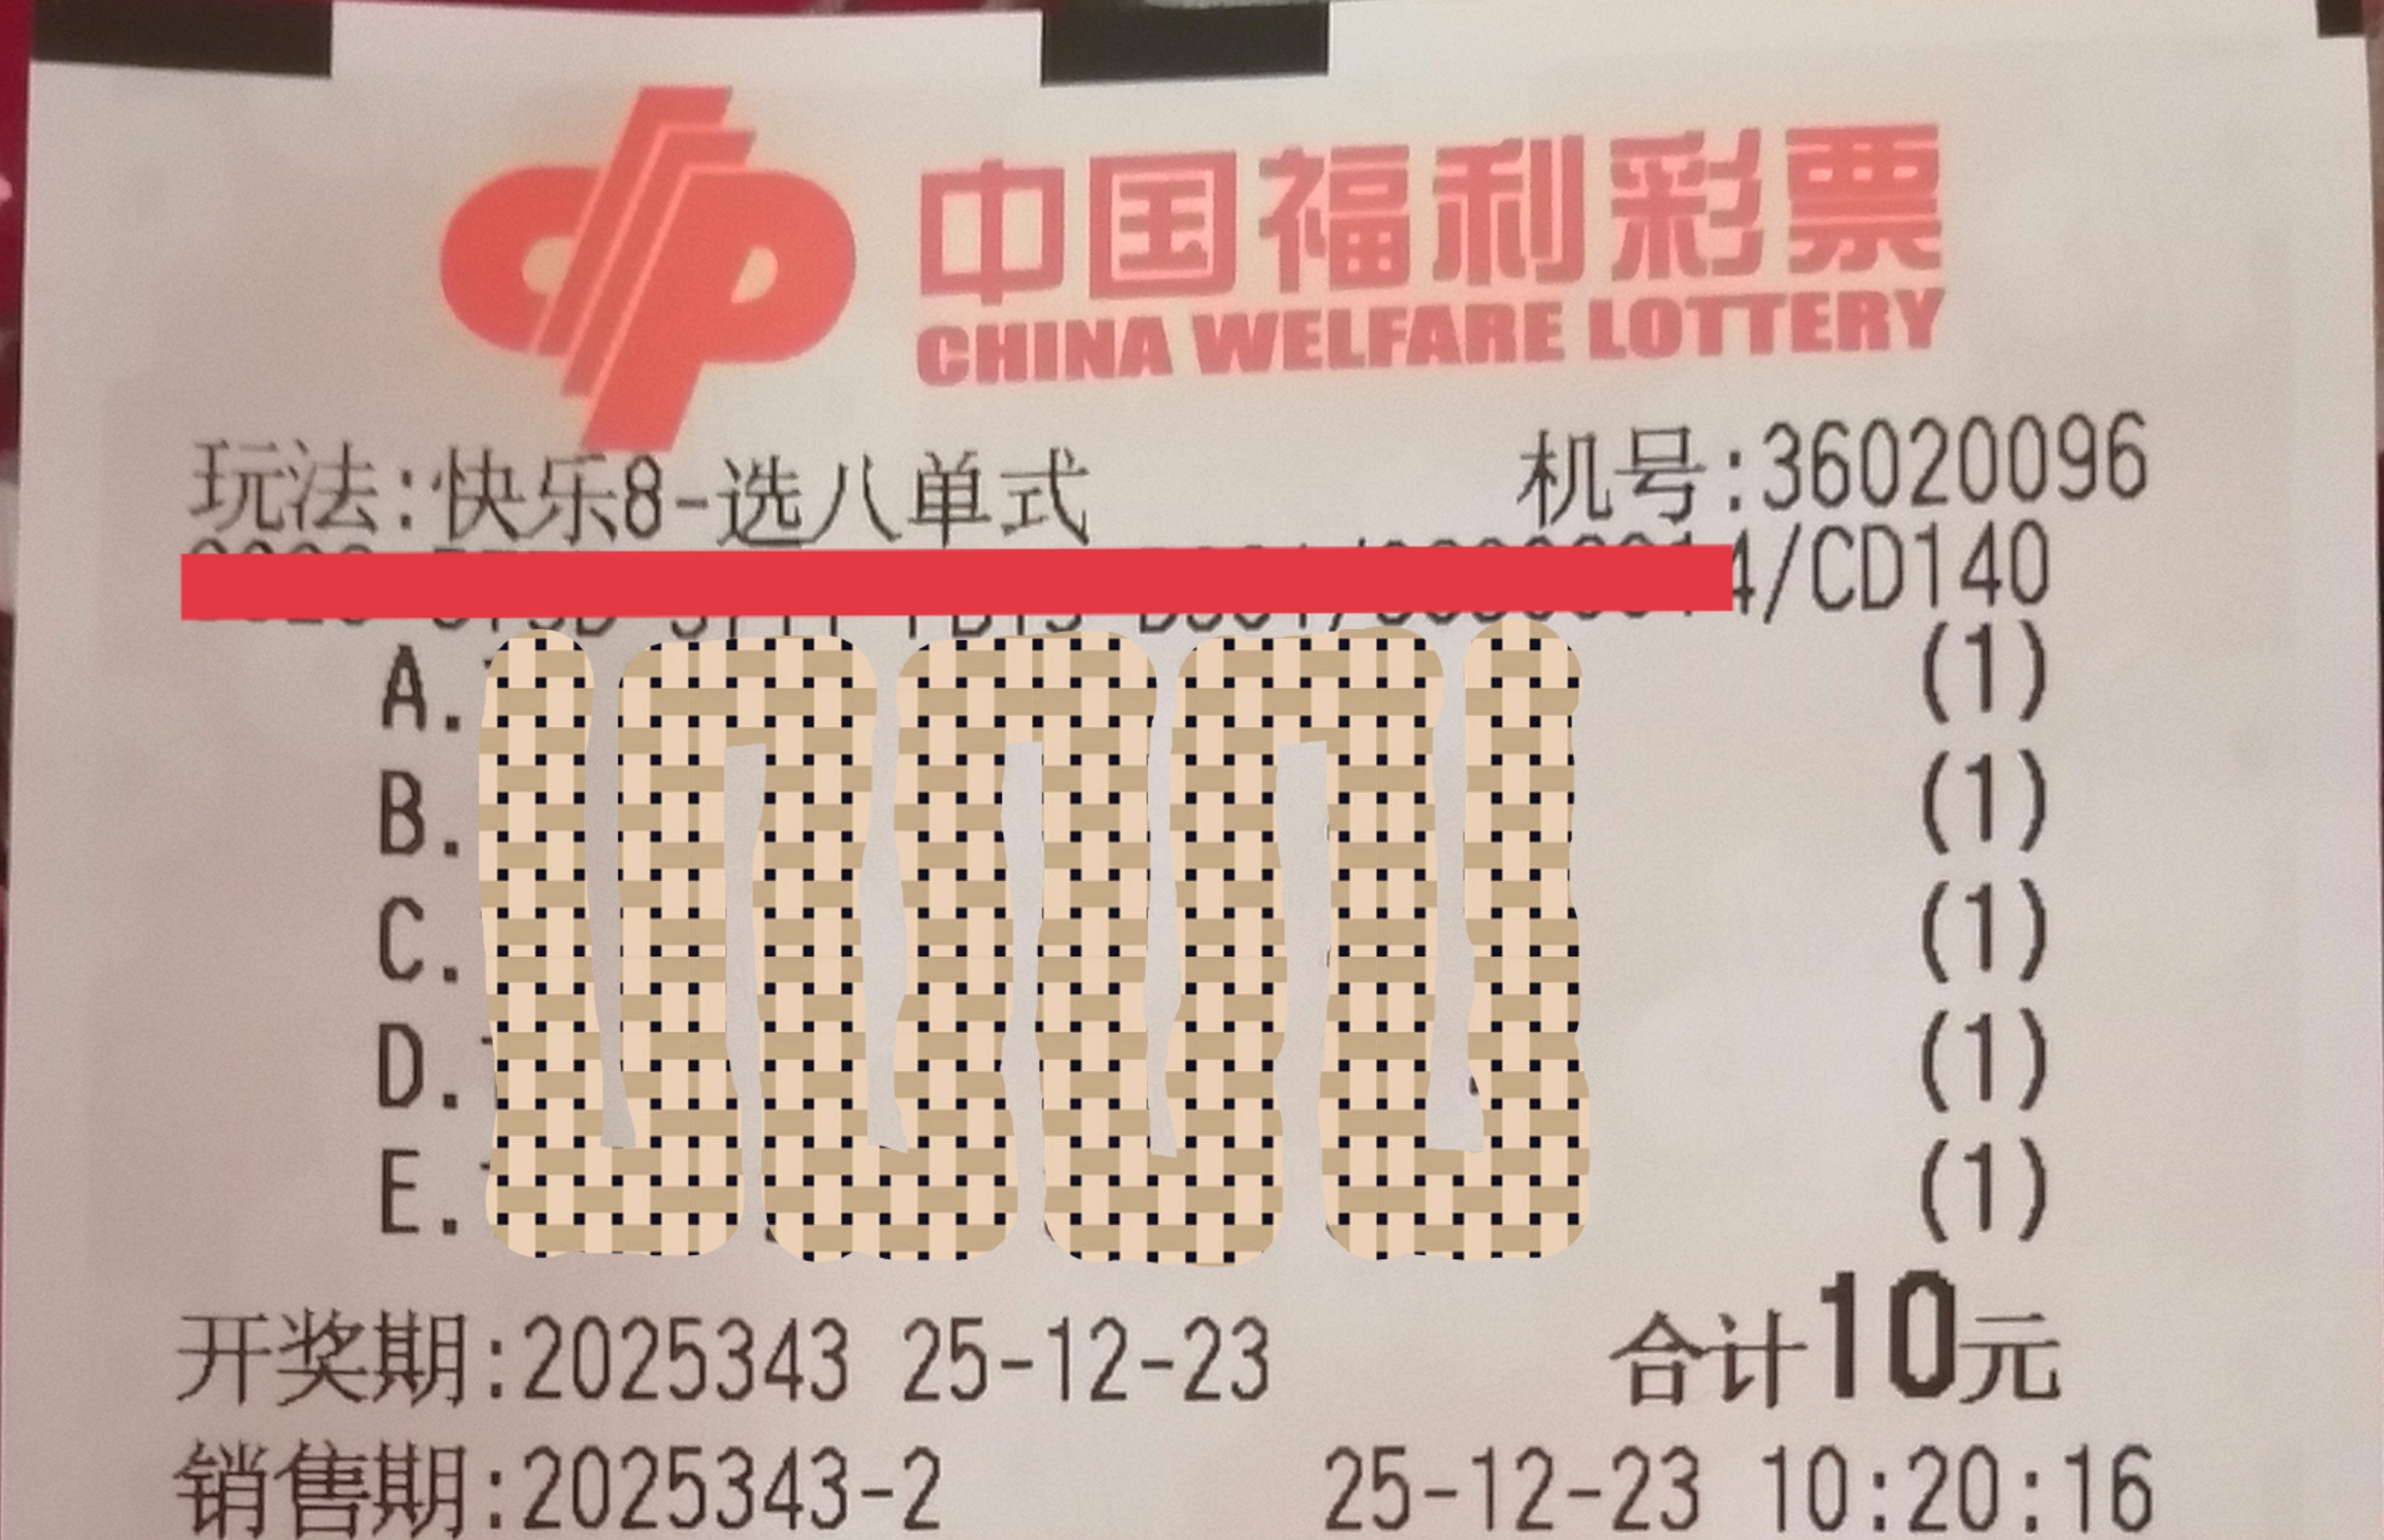 中国福利彩票
CHINA WELFARE LOTTERY
玩法:快乐8-选八单式 机号:36020096
4/CD140
A. (1)
B. (1)
C. (1)
D. (1)
E. (1)
开奖期:2025343 25-12-23 合计10元
销售期:2025343-2 25-12-23 10:20:16